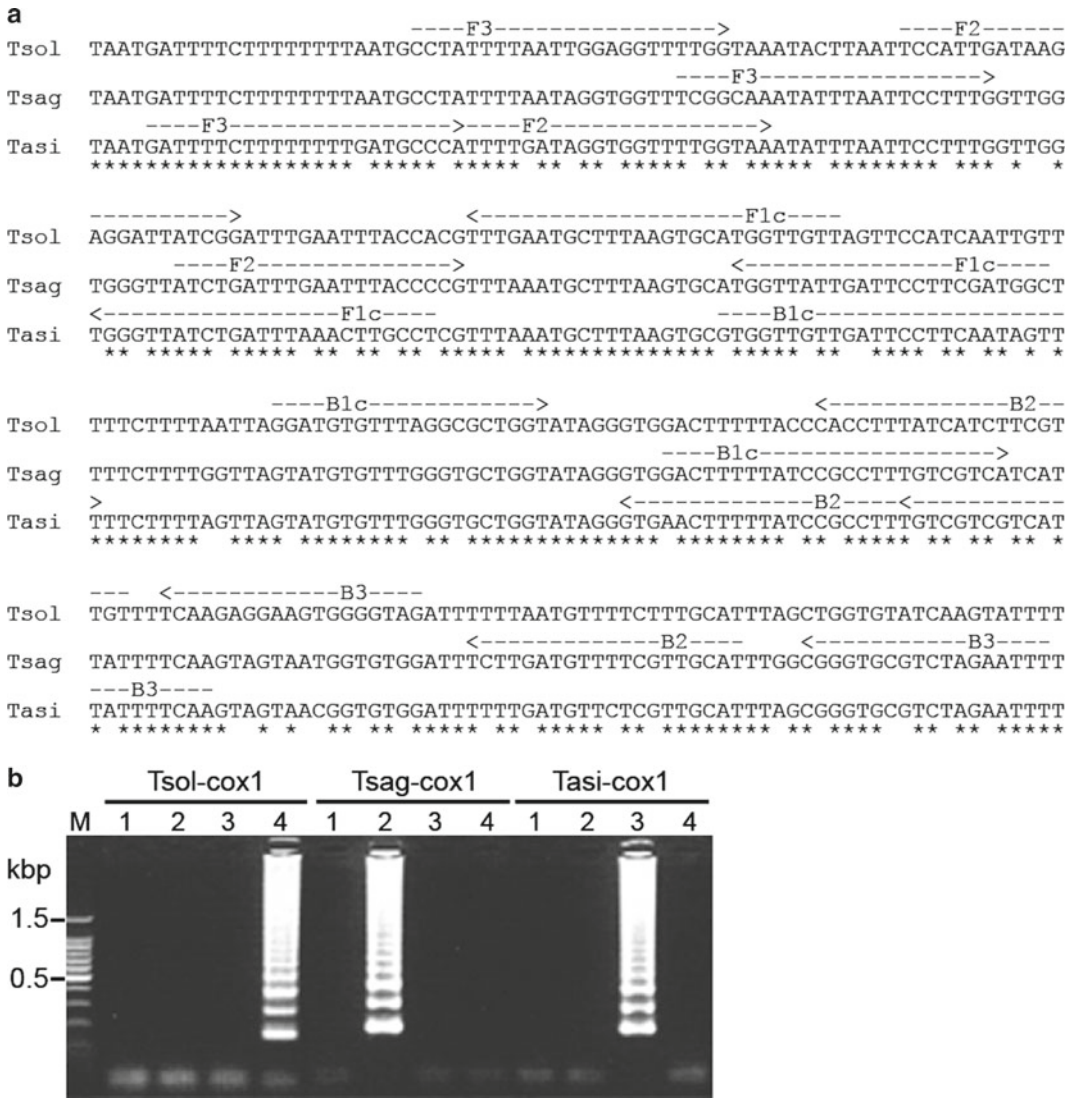 a
----F3------------------> ----F2------
Tsol TAATGATTTTCTTTTTTTTTAATGCCTATTTTAATTGGAGGTTTTGGTAAATACTTAATTCCATTGATAAG
----F3------------------>
Tsag TAATGATTTTCTTTTTTTTTAATGCCTATTTTAATAGGTGGTTTCGGCAAATATTTAATTCCTTTGGTTGG
----F3------------------>----F2----------------->
Tasi TAATGATTTTCTTTTTTTTGATGCCCATTTTGATAGGTGGTTTTGGTAAATATTTAATTCCTTTGGTTGG
******************* **** ***** ** ** ** ***** ** ***** ******** *** * *
----------> <--------------------F1c----
Tsol AGGATTATCGGATTTGAATTTACCACGTTTGAATGCTTTAAGTGCATGGTTGTTAGTTCCATCAATTGTT
----F2---------------> <---------------F1c----
Tsag TGGGTTATCTGATTTGAATTTACCCCGTTTAAATGCTTTAAGTGCATGGTTATTGATTCCTTCGATGGCT
<------------------F1c------ ----B1c------------------
Tasi TGGGTTATCTGATTTAAACTTGCCTCGTTTAAATGCTTTAAGTGCGTGGTTGTTGATTCCTTCAATAGTT
** ***** ***** ** ** ** ***** ************** ***** ** **** ** ** * *
----B1c-------------> <--------------B2--
Tsol TTTCTTTTAATTAGGATGTGTTTAGGCGCTGGTATAGGGTGGACTTTTTACCCACCTTTATCATCTTCGT
----B1c----------------->
Tsag TTTCTTTTGGTTAGTATGTGTTTGGGTGCTGGTATAGGGTGGACTTTTTATCCGCCTTTGTCGTCATCAT
> <--------------B2----<------------
Tasi TTTCTTTTAGTTAGTATGTGTTTGGGTGCTGGTATAGGGTGAACTTTTTATCCGCCTTTGTCGTCGTCAT
******** **** ******** ** ************** ******** ** ***** ** ** ** *
--- <-------------B3----
Tsol TGTTTTCAAGAGGAAGTGGGGTAGATTTTTTAATGTTTTCTTTGCATTTAGCTGGTGTATCAAGTATTTT
<--------------B2---- <------------B3----
Tsag TATTTTCAAGTAGTAATGGTGTGGATTTCTTGATGTTTTCGTTGCATTTGGCGGGTGCGTCTAGAATTTT
---B3----
Tasi TATTTTCAAGTAGTAACGGTGTGGATTTTTTGATGTTCTCGTTGCATTTAGCGGGTGCGTCTAGAATTTT
* ******** * * ** ** ***** ** ***** ** ******** ** **** ** ** *****
b
Tsol-cox1 Tsag-cox1 Tasi-cox1
M 1 2 3 4 1 2 3 4 1 2 3 4
kbp
1.5
0.5